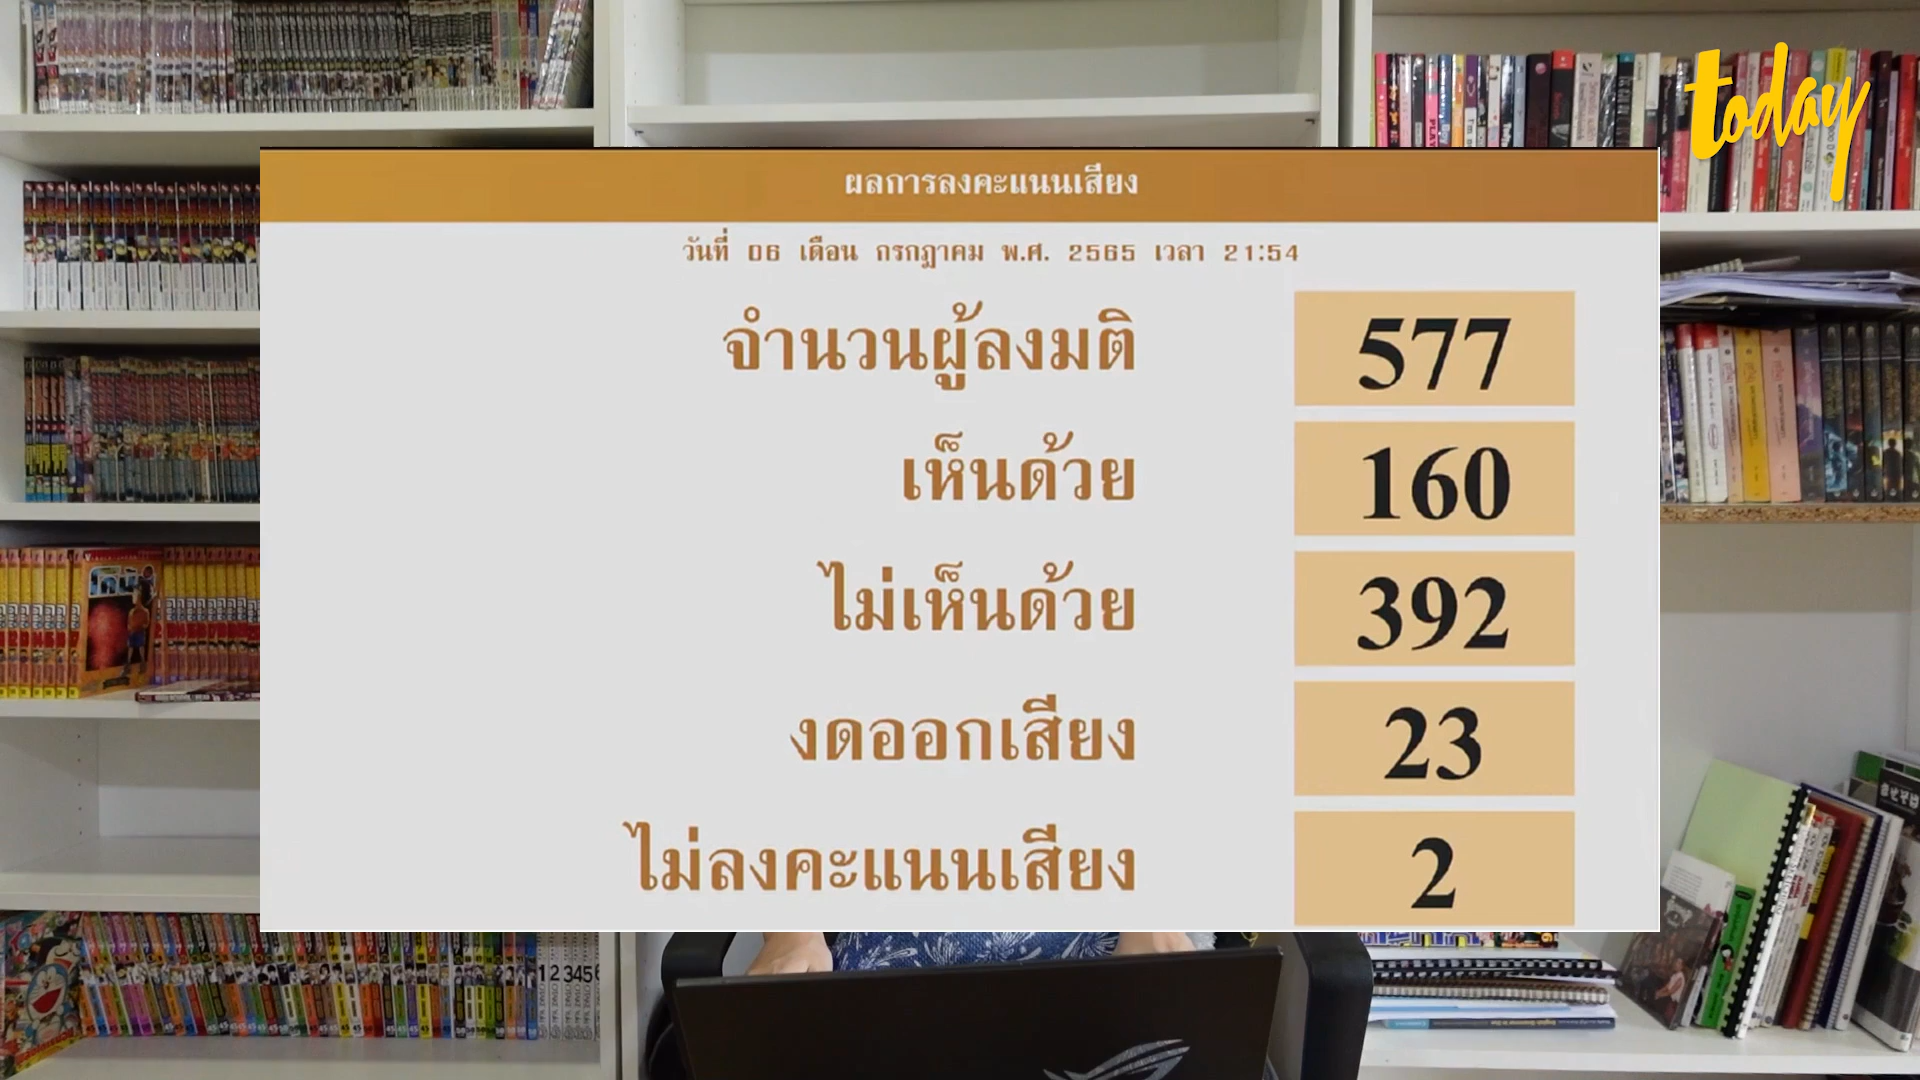 today
ผลการลงคะแนนเสียง
วันที่ 06 เดือน กรกฎาคม พ.ศ. 2565 เวลา 21:54
จำนวนผู้ลงมติ 577
เห็นด้วย 160
ไม่เห็นด้วย 392
งดออกเสียง 23
ไม่ลงคะแนนเสียง 2